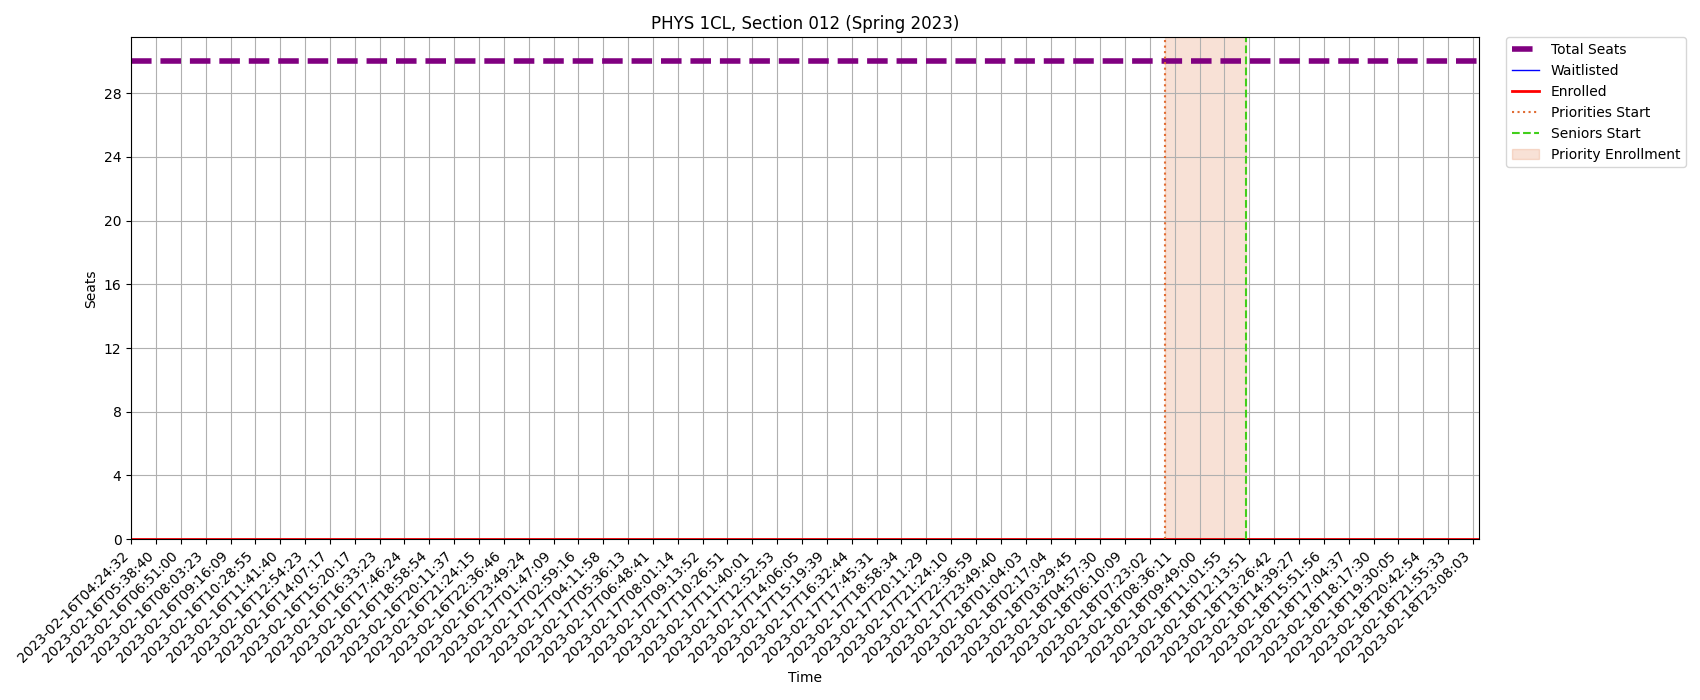 PHYS 1CL, Section 012 (Spring 2023)
Total Seats
Waitlisted
Enrolled
Priorities Start
Seniors Start
Priority Enrollment
Seats
28
24
20
16
12
8
4
0
2023-02-16T04:24:32
2023-02-16T05:38:40
2023-02-16T06:51:00
2023-02-16T08:03:23
2023-02-16T09:16:09
2023-02-16T10:28:55
2023-02-16T11:41:40
2023-02-16T12:54:23
2023-02-16T14:07:17
2023-02-16T15:20:17
2023-02-16T16:33:23
2023-02-16T17:46:24
2023-02-16T18:58:54
2023-02-16T20:11:37
2023-02-16T21:24:15
2023-02-16T22:36:46
2023-02-16T23:49:24
2023-02-17T01:47:09
2023-02-17T02:59:16
2023-02-17T04:11:58
2023-02-17T05:36:13
2023-02-17T06:48:41
2023-02-17T08:01:14
2023-02-17T09:13:52
2023-02-17T10:26:51
2023-02-17T11:40:01
2023-02-17T12:52:53
2023-02-17T14:06:05
2023-02-17T15:19:39
2023-02-17T16:32:44
2023-02-17T17:45:31
2023-02-17T18:58:34
2023-02-17T20:11:29
2023-02-17T21:24:10
2023-02-17T22:36:59
2023-02-17T23:49:40
2023-02-18T01:04:03
2023-02-18T02:17:04
2023-02-18T03:29:45
2023-02-18T04:57:30
2023-02-18T06:10:09
2023-02-18T07:23:02
2023-02-18T08:36:11
2023-02-18T09:49:00
2023-02-18T11:01:55
2023-02-18T12:13:51
2023-02-18T13:26:42
2023-02-18T14:39:27
2023-02-18T15:51:56
2023-02-18T17:04:37
2023-02-18T18:17:30
2023-02-18T19:30:05
2023-02-18T20:42:54
2023-02-18T21:55:33
2023-02-18T23:08:03
Time